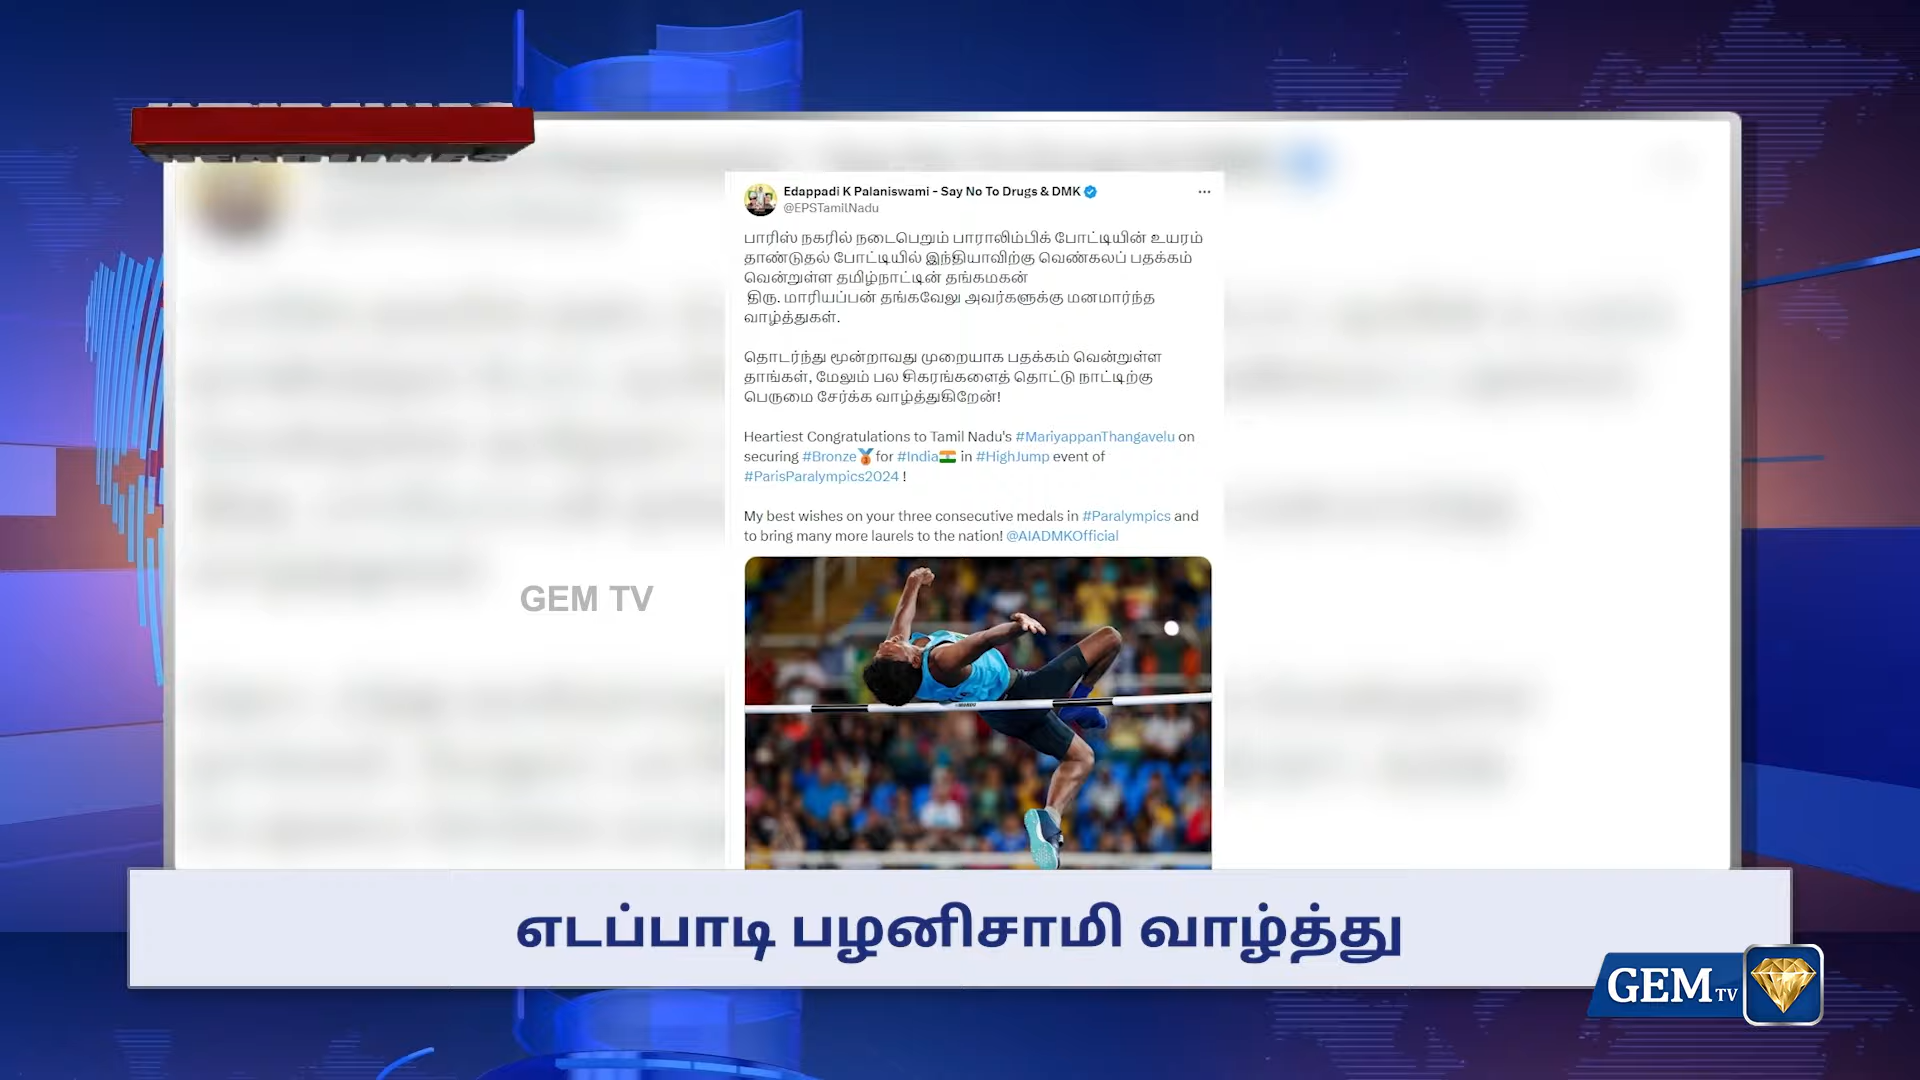 HEADLINES
Edappadi K Palaniswami - Say No To Drugs & DMK
@EPSTamilNadu
பாரிஸ் நகரில் நடைபெறும் பாராலிம்பிக் போட்டியின் உயரம்
தாண்டுதல் போட்டியில் இந்தியாவிற்கு வெண்கலப் பதக்கம்
வென்றுள்ள தமிழ்நாட்டின் தங்கமகன்
திரு. மாரியப்பன் தங்கவேலு அவர்களுக்கு மனமார்ந்த
வாழ்த்துகள்.
தொடர்ந்து மூன்றாவது முறையாக பதக்கம் வென்றுள்ள
தாங்கள், மேலும் பல சிகரங்களைத் தொட்டு நாட்டிற்கு
பெருமை சேர்க்க வாழ்த்துகிறேன்!
Heartiest Congratulations to Tamil Nadu's #MariyappanThangavelu on
securing #Bronze🥉for #India🇮🇳 in #HighJump event of
#ParisParalympics2024 !
My best wishes on your three consecutive medals in #Paralympics and
to bring many more laurels to the nation! @AIADMKOfficial
GEM TV
எடப்பாடி பழனிசாமி வாழ்த்து
GEM TV